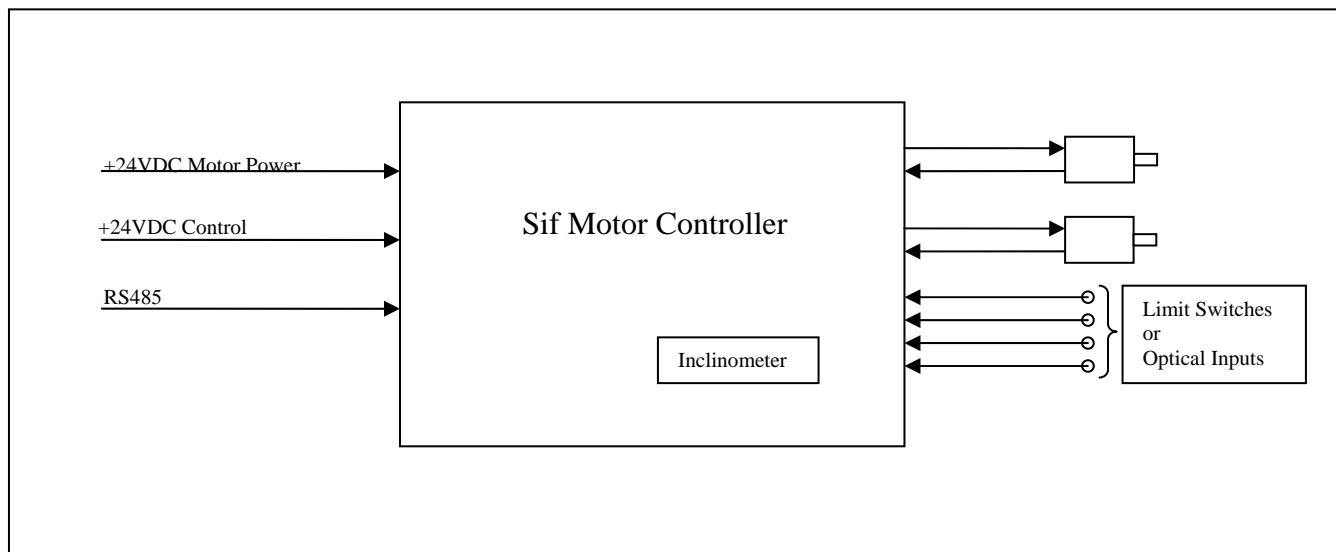 +24VDC Motor Power
+24VDC Control
RS485
Sif Motor Controller
Inclinometer
Limit Switches
or
Optical Inputs